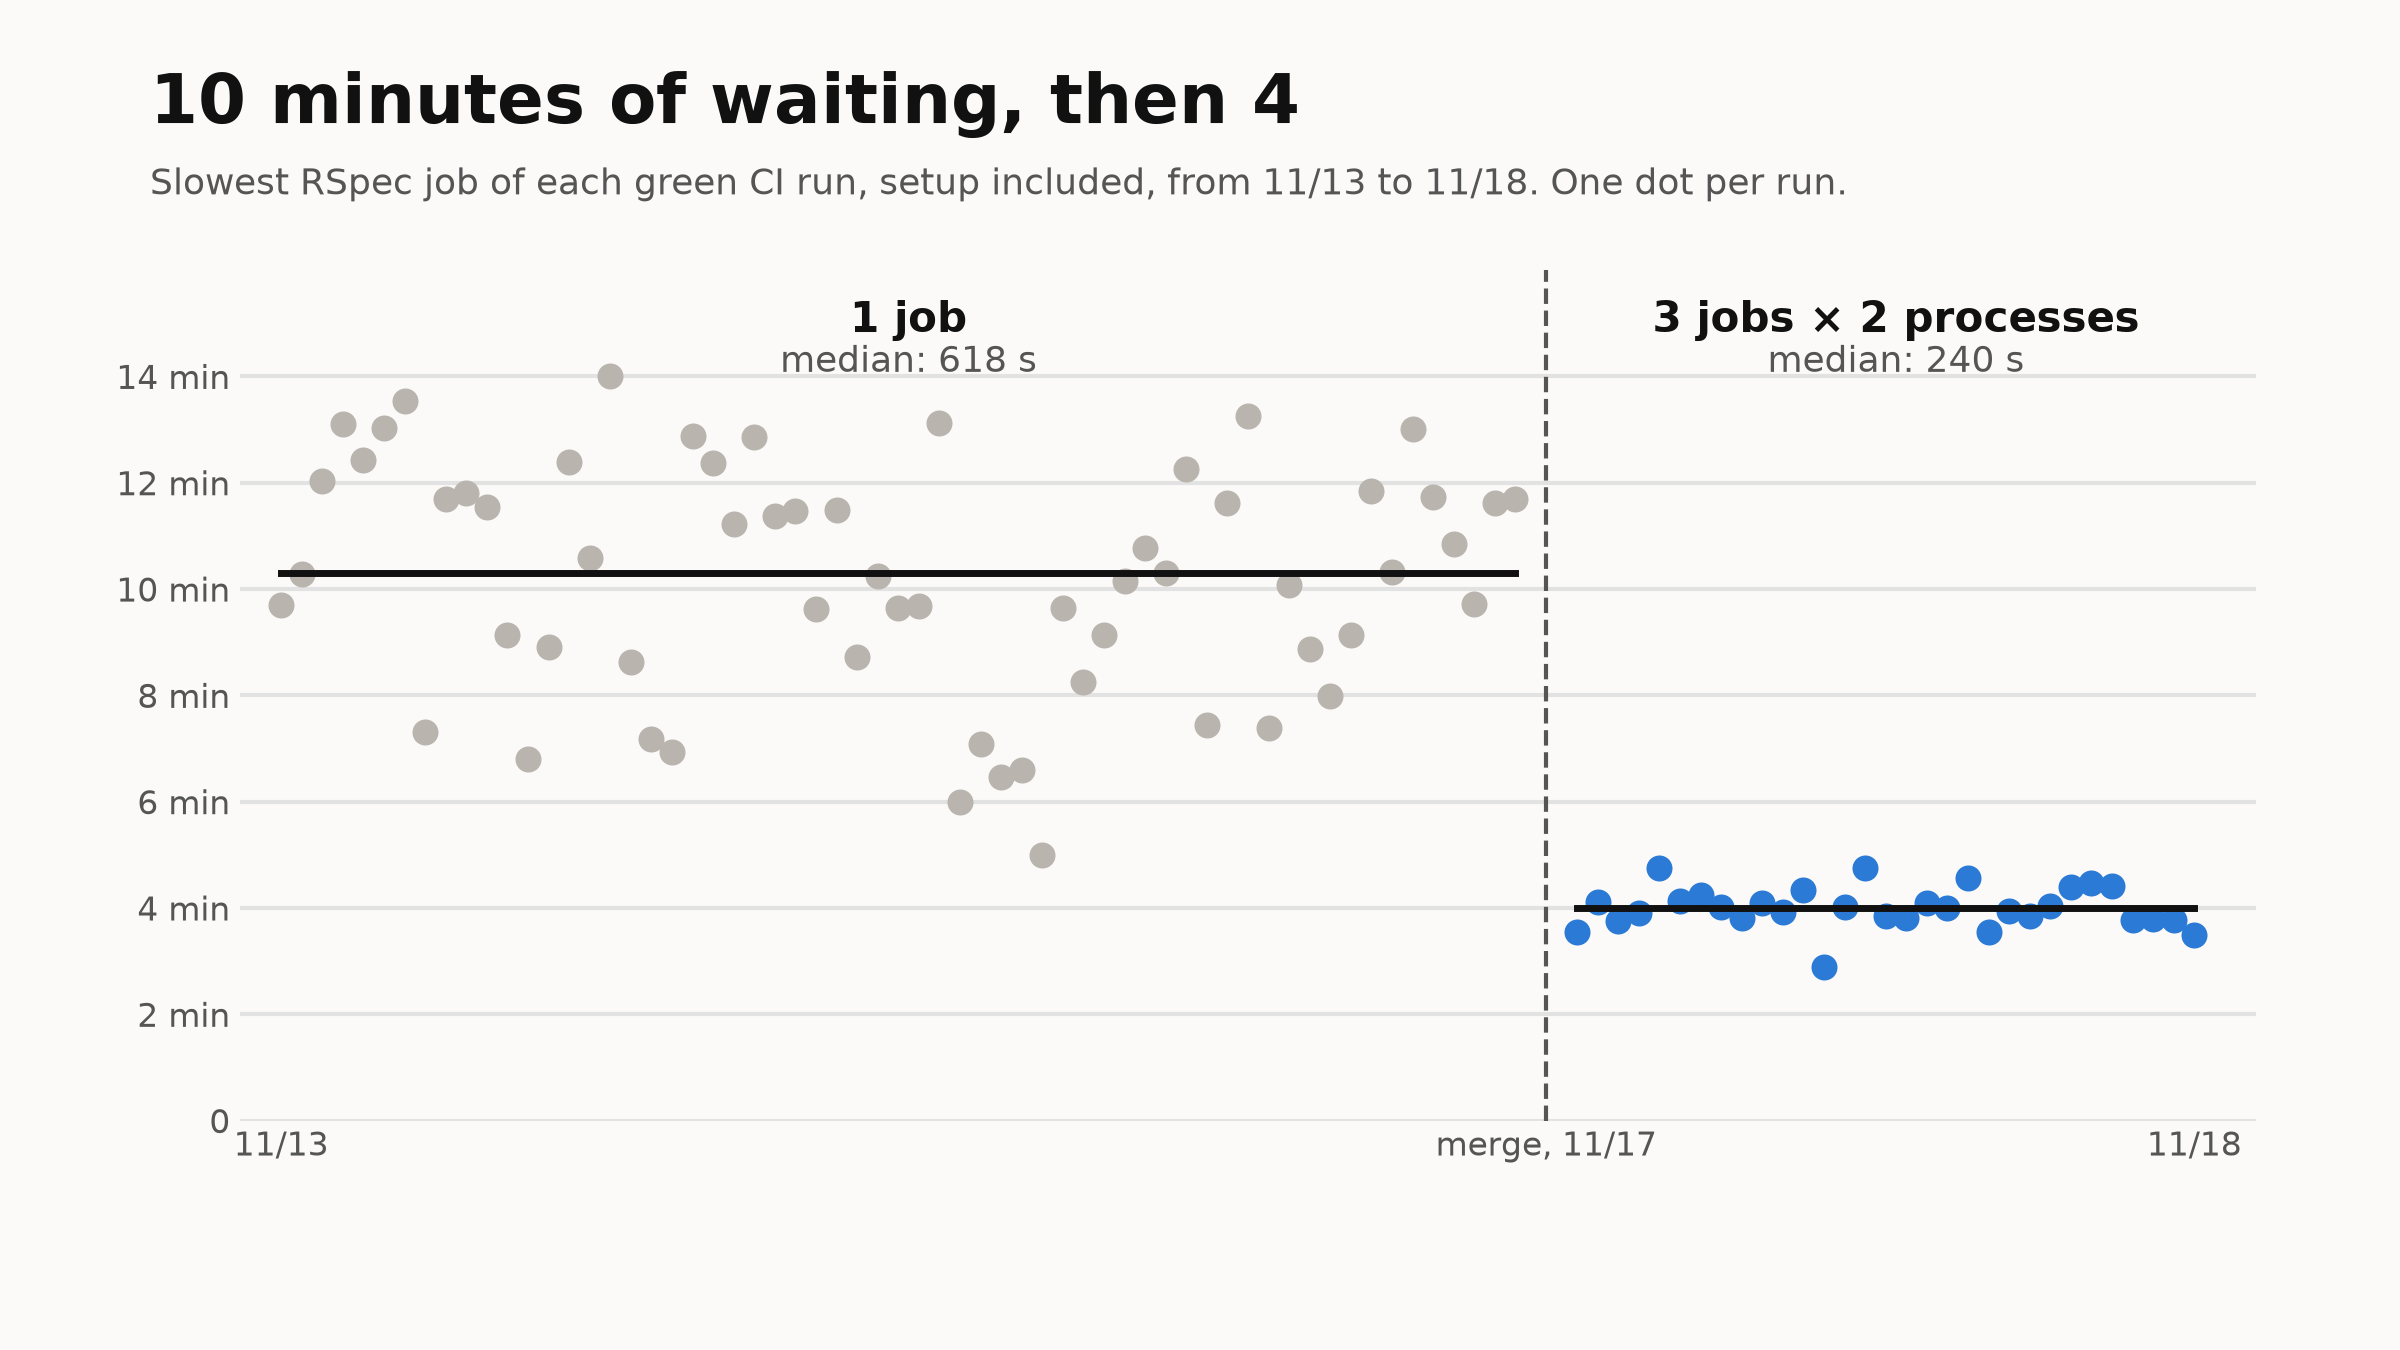 10 minutes of waiting, then 4
Slowest RSpec job of each green CI run, setup included, from 11/13 to 11/18. One dot per run.
1 job
median: 618 s
3 jobs × 2 processes
median: 240 s
14 min
12 min
10 min
8 min
6 min
4 min
2 min
0
11/13
merge, 11/17
11/18